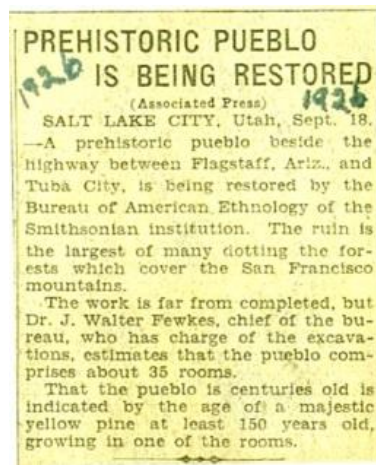 PREHISTORIC PUEBLO
1926 IS BEING RESTORED
(Associated Press) 1926
SALT LAKE CITY, Utah, Sept. 18.
—A prehistoric pueblo beside the
highway between Flagstaff, Ariz., and
Tuba City, is being restored by the
Bureau of American Ethnology of the
Smithsonian institution. The ruin is
the largest of many dotting the for-
ests which cover the San Francisco
mountains.
The work is far from completed, but
Dr. J. Walter Fewkes, chief of the bu-
reau, who has charge of the excava-
tions, estimates that the pueblo com-
prises about 35 rooms.
That the pueblo is centuries old is
indicated by the age of a majestic
yellow pine at least 150 years old,
growing in one of the rooms.